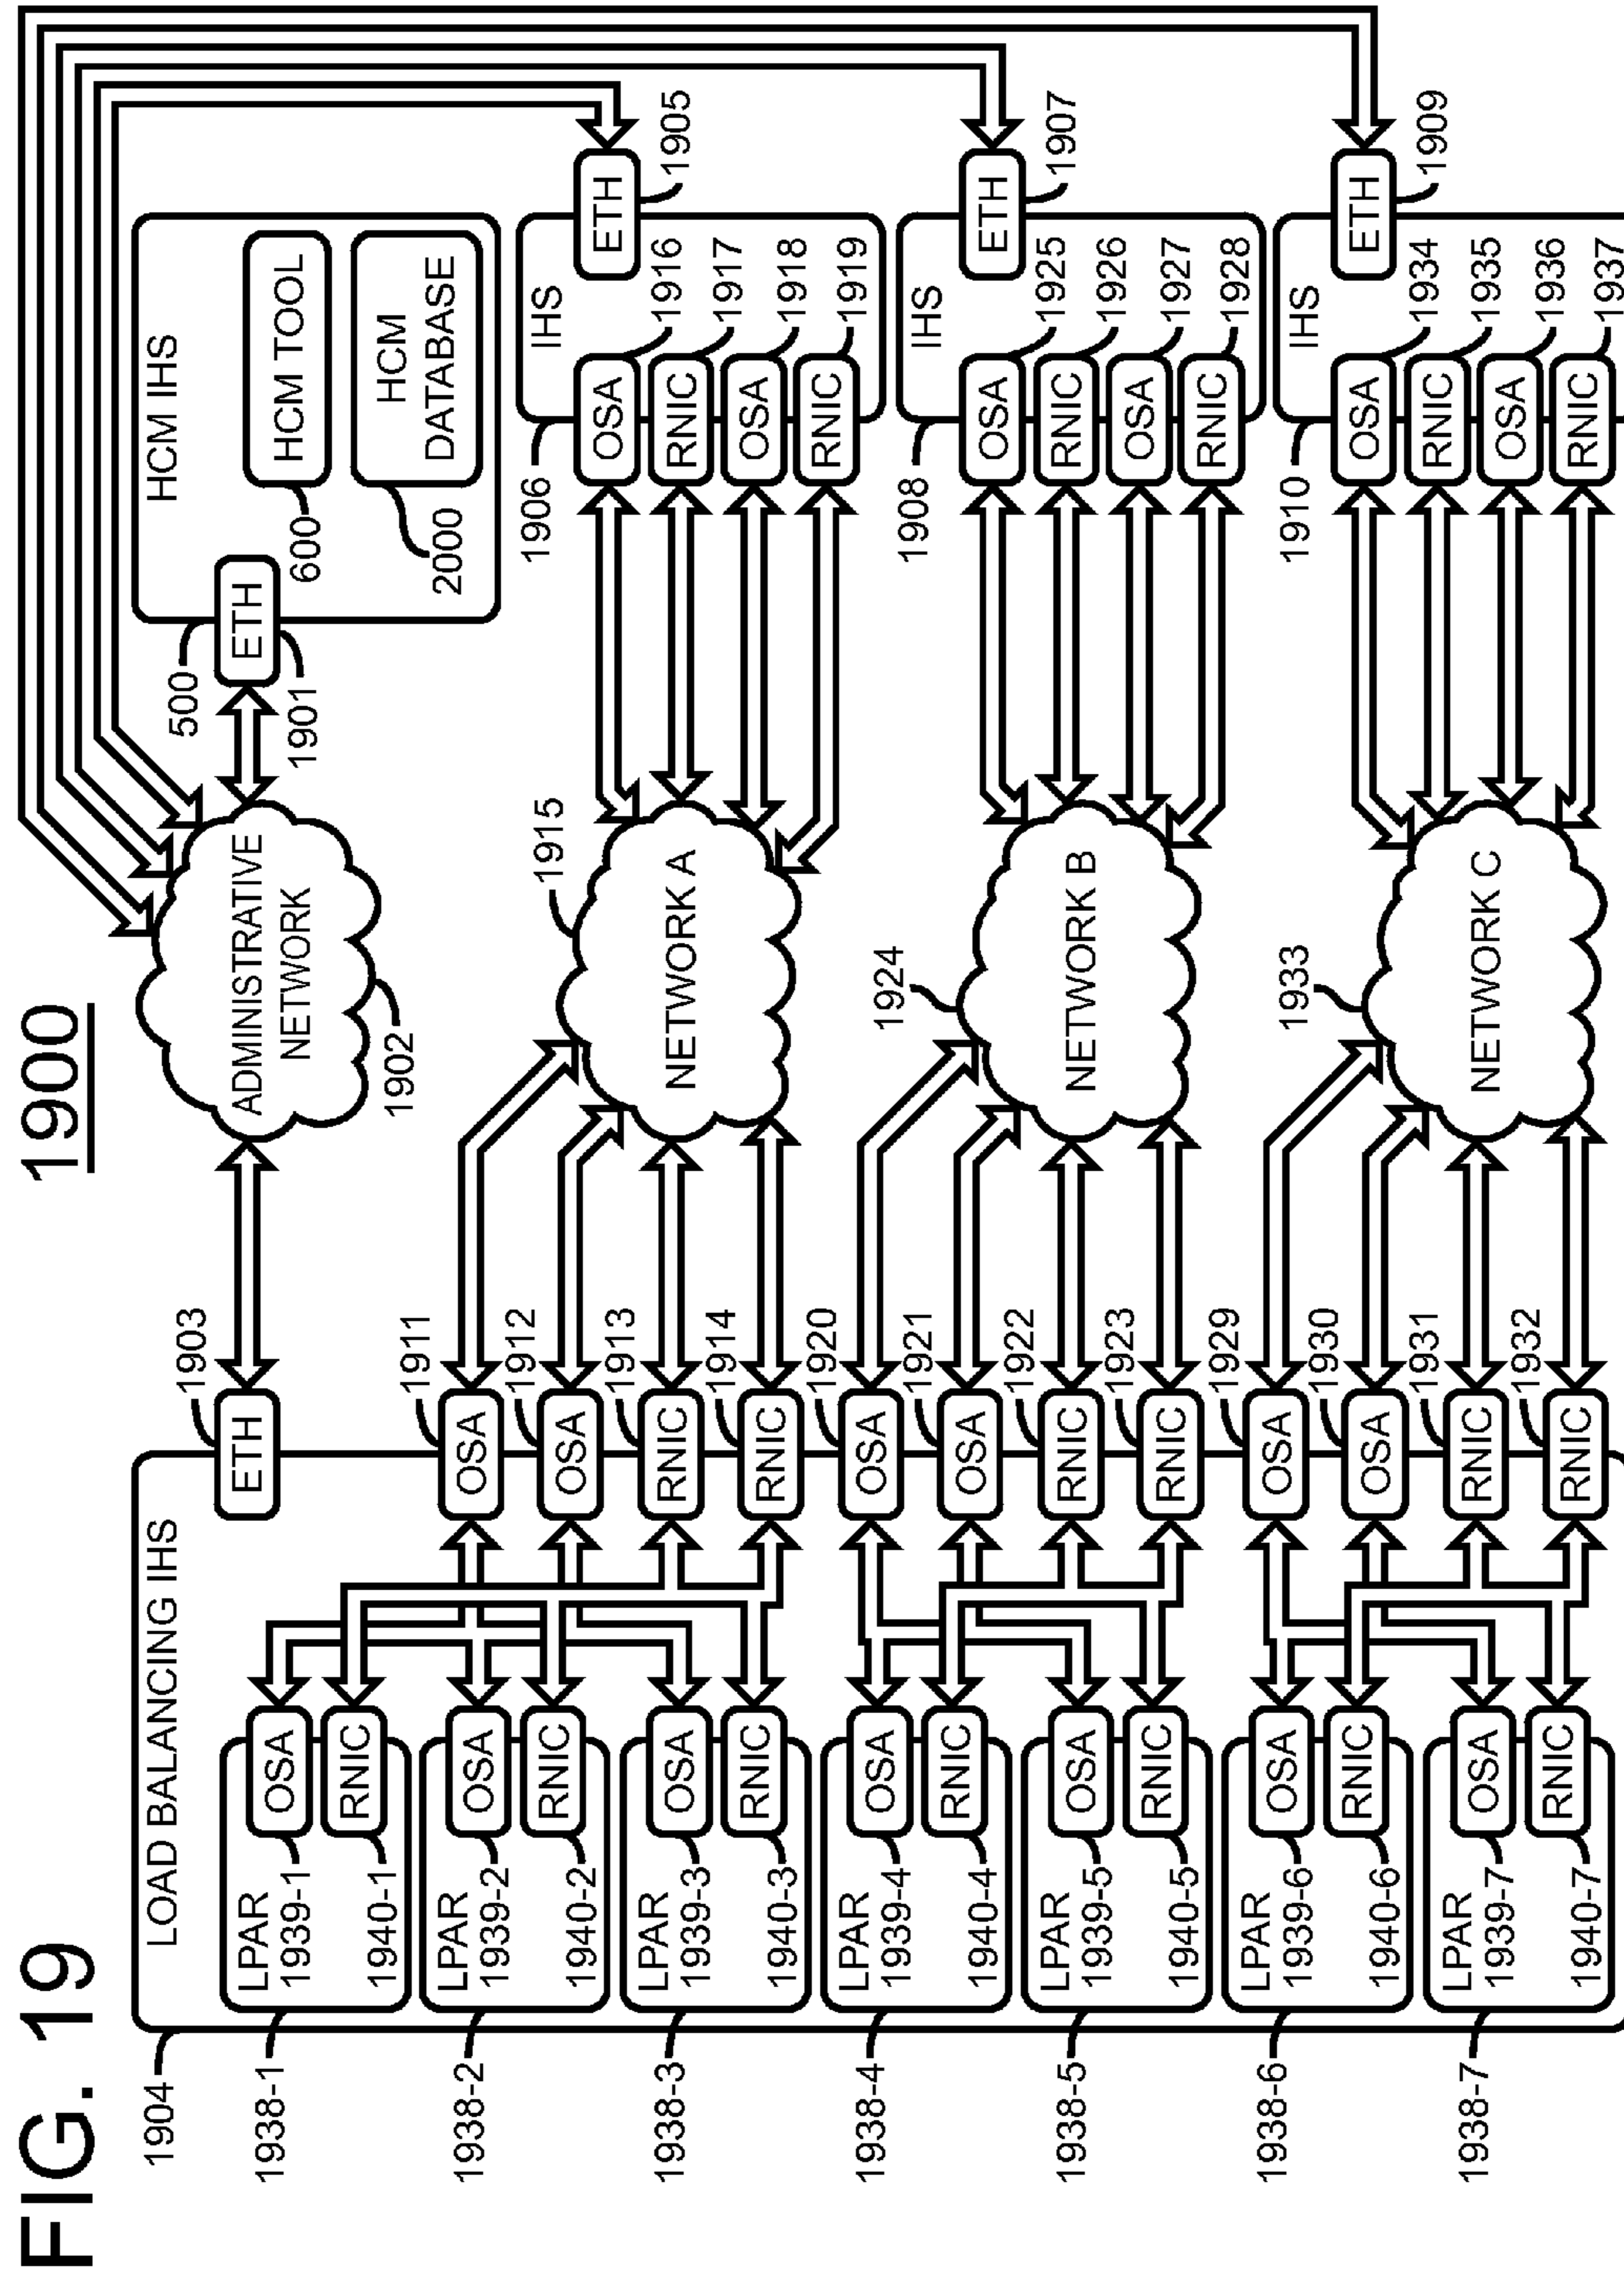 FIG. 19
1900
LOAD BALANCING IHS
1904
ETH
1903
ADMINISTRATIVE
NETWORK
1902
HCM IHS
500
ETH
1901
HCM TOOL
600
HCM
DATABASE
2000
1938-1
LPAR
1939-1
OSA
1940-1
RNIC
1938-2
LPAR
1939-2
OSA
1940-2
RNIC
1938-3
LPAR
1939-3
OSA
1940-3
RNIC
1938-4
LPAR
1939-4
OSA
1940-4
RNIC
1938-5
LPAR
1939-5
OSA
1940-5
RNIC
1938-6
LPAR
1939-6
OSA
1940-6
RNIC
1938-7
LPAR
1939-7
OSA
1940-7
RNIC
OSA
1911
OSA
1912
RNIC
1913
RNIC
1914
OSA
1920
OSA
1921
RNIC
1922
RNIC
1923
OSA
1929
OSA
1930
RNIC
1931
RNIC
1932
NETWORK A
1915
NETWORK B
1924
NETWORK C
1933
1906
IHS
ETH
1905
OSA
1916
RNIC
1917
OSA
1918
RNIC
1919
1908
IHS
ETH
1907
OSA
1925
RNIC
1926
OSA
1927
RNIC
1928
1910
IHS
ETH
1909
OSA
1934
RNIC
1935
OSA
1936
RNIC
1937